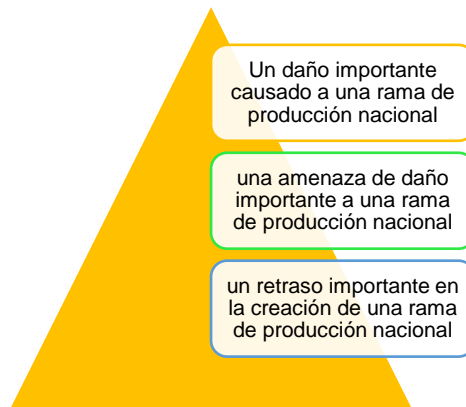 Un daño importante
causado a una rama de
producción nacional
una amenaza de daño
importante a una rama
de producción nacional
un retraso importante en
la creación de una rama
de producción nacional